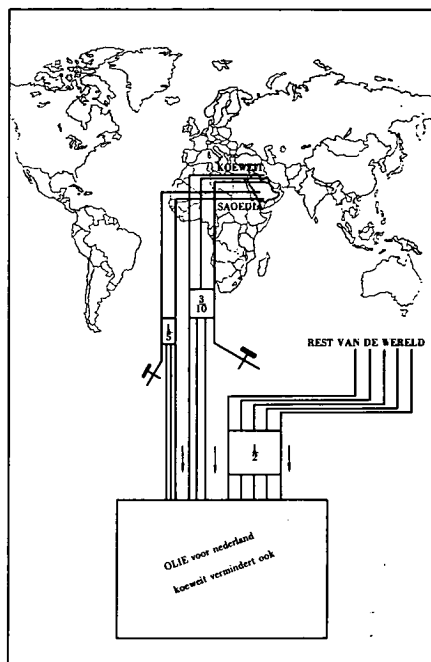 KOEWEIT
SAOEDIA
3
10
1
5
REST VAN DE WERELD
1
2
OLIE voor nederland
koeweit vermindert ook